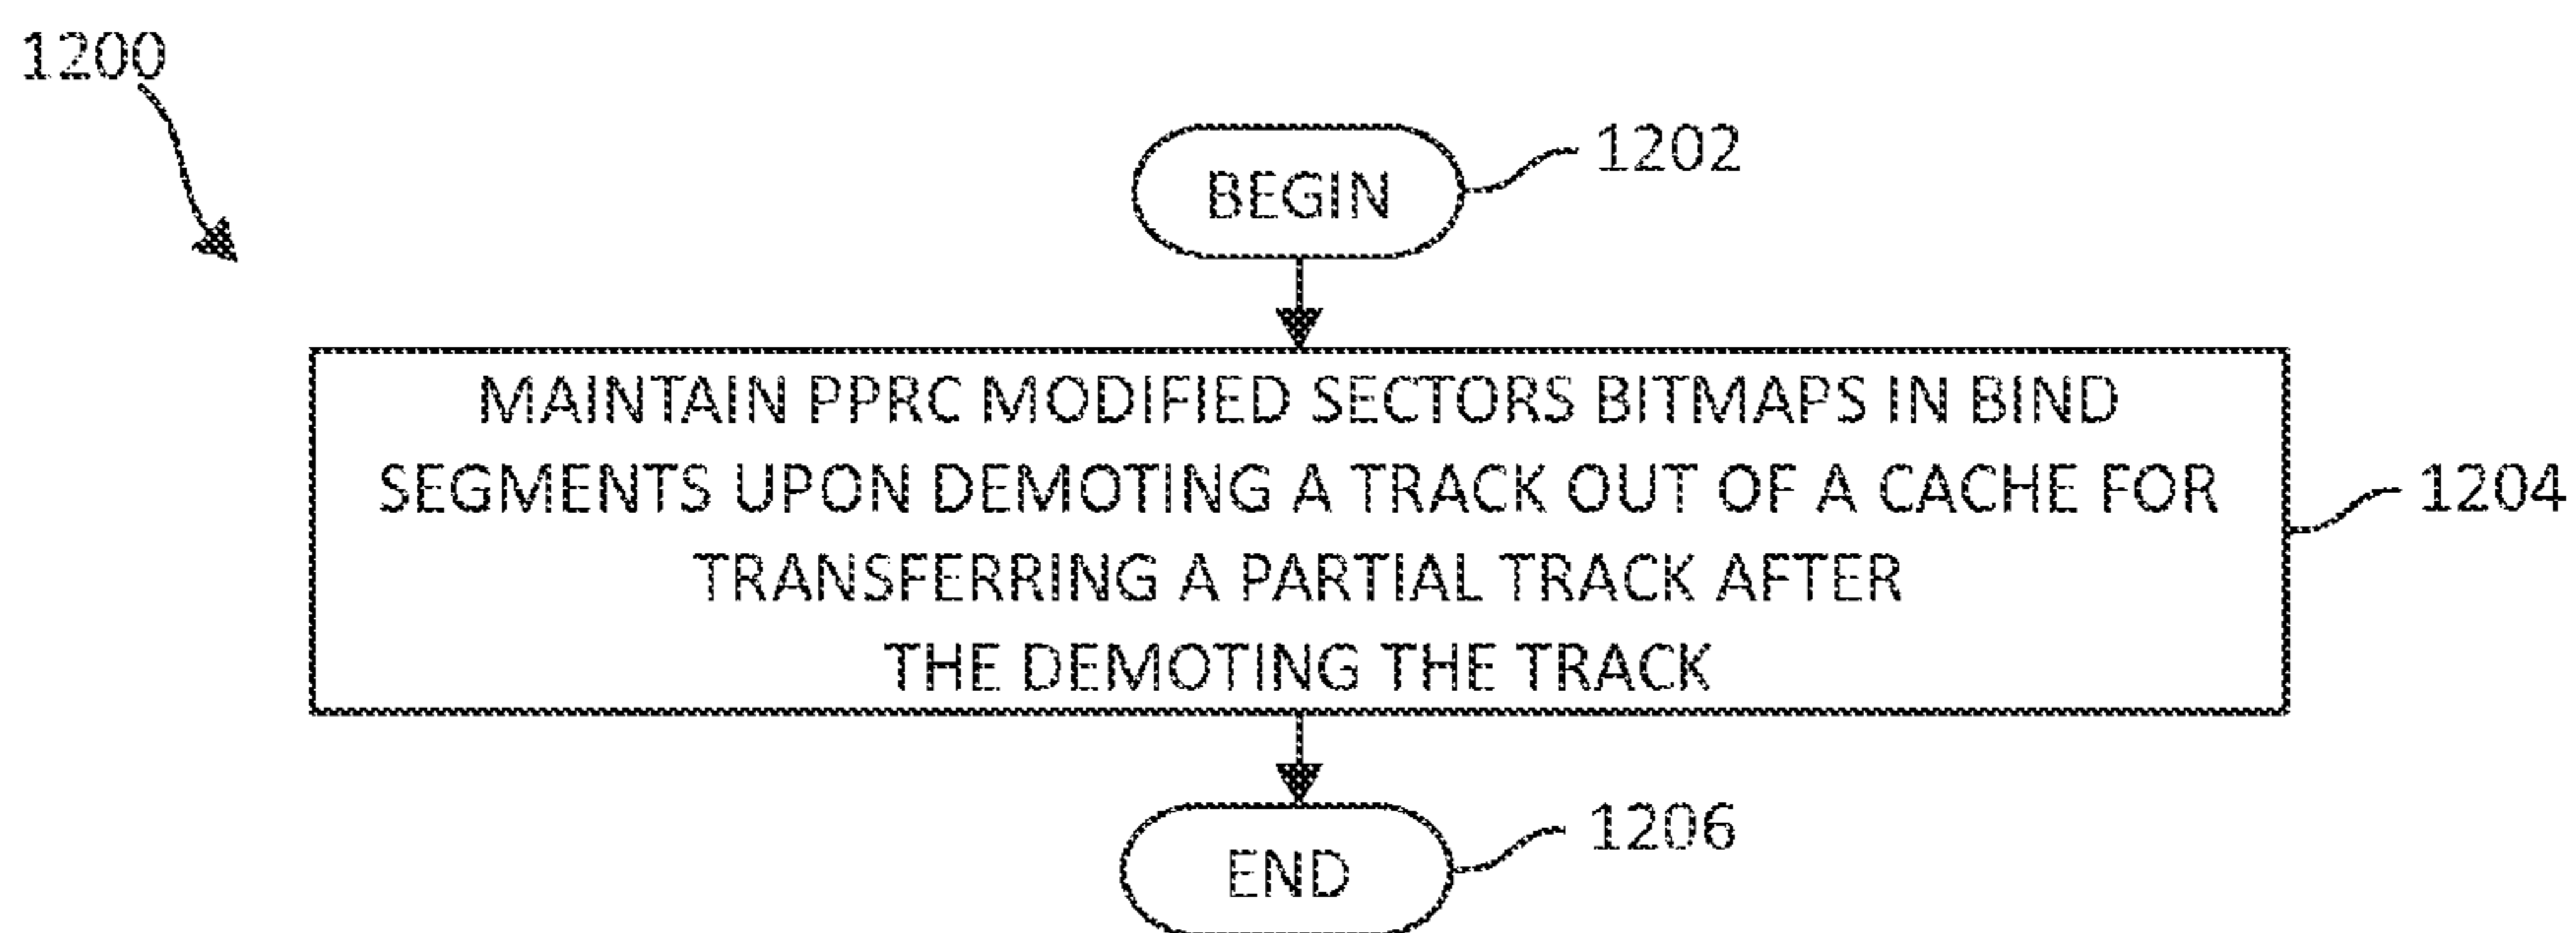 1200
BEGIN
1202
MAINTAIN PPRC MODIFIED SECTORS BITMAPS IN BIND
SEGMENTS UPON DEMOTING A TRACK OUT OF A CACHE FOR
TRANSFERRING A PARTIAL TRACK AFTER
THE DEMOTING THE TRACK
1204
END
1206